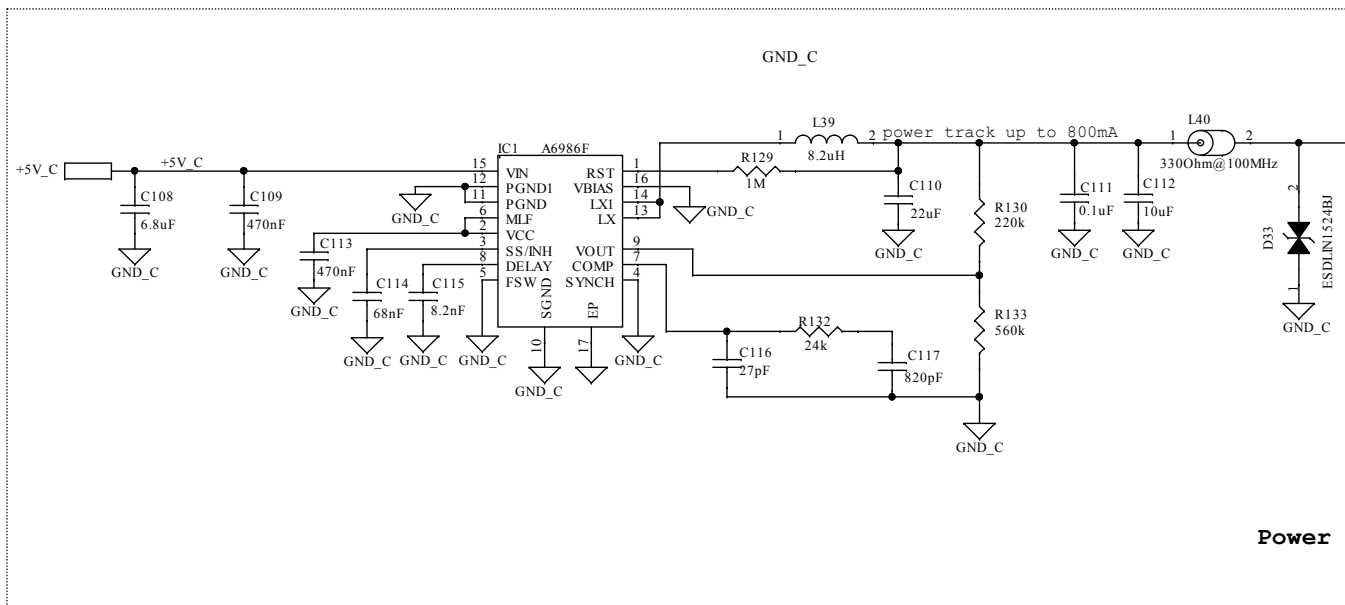 GND_C
L39
1 2 power track up to 800mA
8.2uH
L40
1 2
330Ohm@100MHz
IC1 A6986F
+5V_C +5V_C
15 VIN RST 1
12 PGND1 VBIAS 16
11 PGND LX1 14
6 MLF LX 13
2 VCC
3 SS/INH VOUT 9
8 DELAY COMP 7
5 FSW SYNCH 4
SGND EP
10 17
R129
1M
C108
6.8uF
GND_C
C109
470nF
GND_C
GND_C
C113
470nF
GND_C
C114
68nF
GND_C
C115
8.2nF
GND_C
GND_C
GND_C
GND_C
GND_C
C110
22uF
GND_C
R130
220k
C111
0.1uF
GND_C
C112
10uF
GND_C
2
D33
ESDLIN1524BJ
1
GND_C
R133
560k
R132
24k
C116
27pF
C117
820pF
GND_C
Power